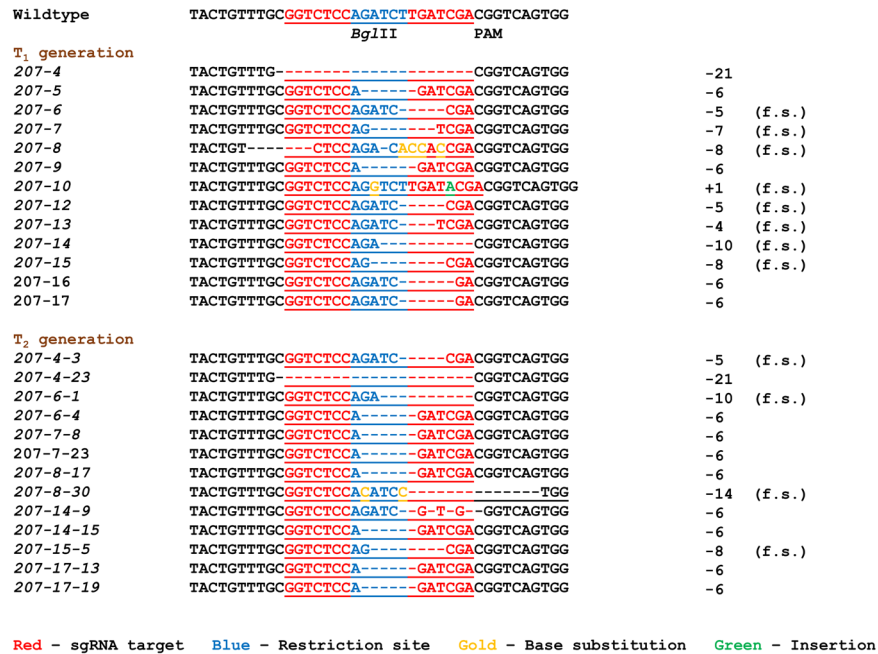 Wildtype TACTGTTTGCGGTCTCCAGATCTTGATCGACGGTCAGTGG
BglII PAM
T1 generation
207-4 TACTGTTTG---------------------CGGTCAGTGG -21
207-5 TACTGTTTGCGGTCTCCA------GATCGACGGTCAGTGG -6
207-6 TACTGTTTGCGGTCTCCAGATC-----CGACGGTCAGTGG -5 (f.s.)
207-7 TACTGTTTGCGGTCTCCAG-------TCGACGGTCAGTGG -7 (f.s.)
207-8 TACTGT-------CTCCAGA-CACCACCGACGGTCAGTGG -8 (f.s.)
207-9 TACTGTTTGCGGTCTCCA------GATCGACGGTCAGTGG -6
207-10 TACTGTTTGCGGTCTCCAGGTCTTGATACGACGGTCAGTGG +1 (f.s.)
207-12 TACTGTTTGCGGTCTCCAGATC-----CGACGGTCAGTGG -5 (f.s.)
207-13 TACTGTTTGCGGTCTCCAGATC----TCGACGGTCAGTGG -4 (f.s.)
207-14 TACTGTTTGCGGTCTCCAGA----------CGGTCAGTGG -10 (f.s.)
207-15 TACTGTTTGCGGTCTCCAG--------CGACGGTCAGTGG -8 (f.s.)
207-16 TACTGTTTGCGGTCTCCAGATC------GACGGTCAGTGG -6
207-17 TACTGTTTGCGGTCTCCAGATC------GACGGTCAGTGG -6
T2 generation
207-4-3 TACTGTTTGCGGTCTCCAGATC-----CGACGGTCAGTGG -5 (f.s.)
207-4-23 TACTGTTTG---------------------CGGTCAGTGG -21
207-6-1 TACTGTTTGCGGTCTCCAGA----------CGGTCAGTGG -10 (f.s.)
207-6-4 TACTGTTTGCGGTCTCCA------GATCGACGGTCAGTGG -6
207-7-8 TACTGTTTGCGGTCTCCA------GATCGACGGTCAGTGG -6
207-7-23 TACTGTTTGCGGTCTCCA------GATCGACGGTCAGTGG -6
207-8-17 TACTGTTTGCGGTCTCCA------GATCGACGGTCAGTGG -6
207-8-30 TACTGTTTGCGGTCTCCACATCC--------------TGG -14 (f.s.)
207-14-9 TACTGTTTGCGGTCTCCAGATC--G-T-G--GGTCAGTGG -6
207-14-15 TACTGTTTGCGGTCTCCA------GATCGACGGTCAGTGG -6
207-15-5 TACTGTTTGCGGTCTCCAG--------CGACGGTCAGTGG -8 (f.s.)
207-17-13 TACTGTTTGCGGTCTCCA------GATCGACGGTCAGTGG -6
207-17-19 TACTGTTTGCGGTCTCCA------GATCGACGGTCAGTGG -6
Red – sgRNA target Blue – Restriction site Gold – Base substitution Green – Insertion